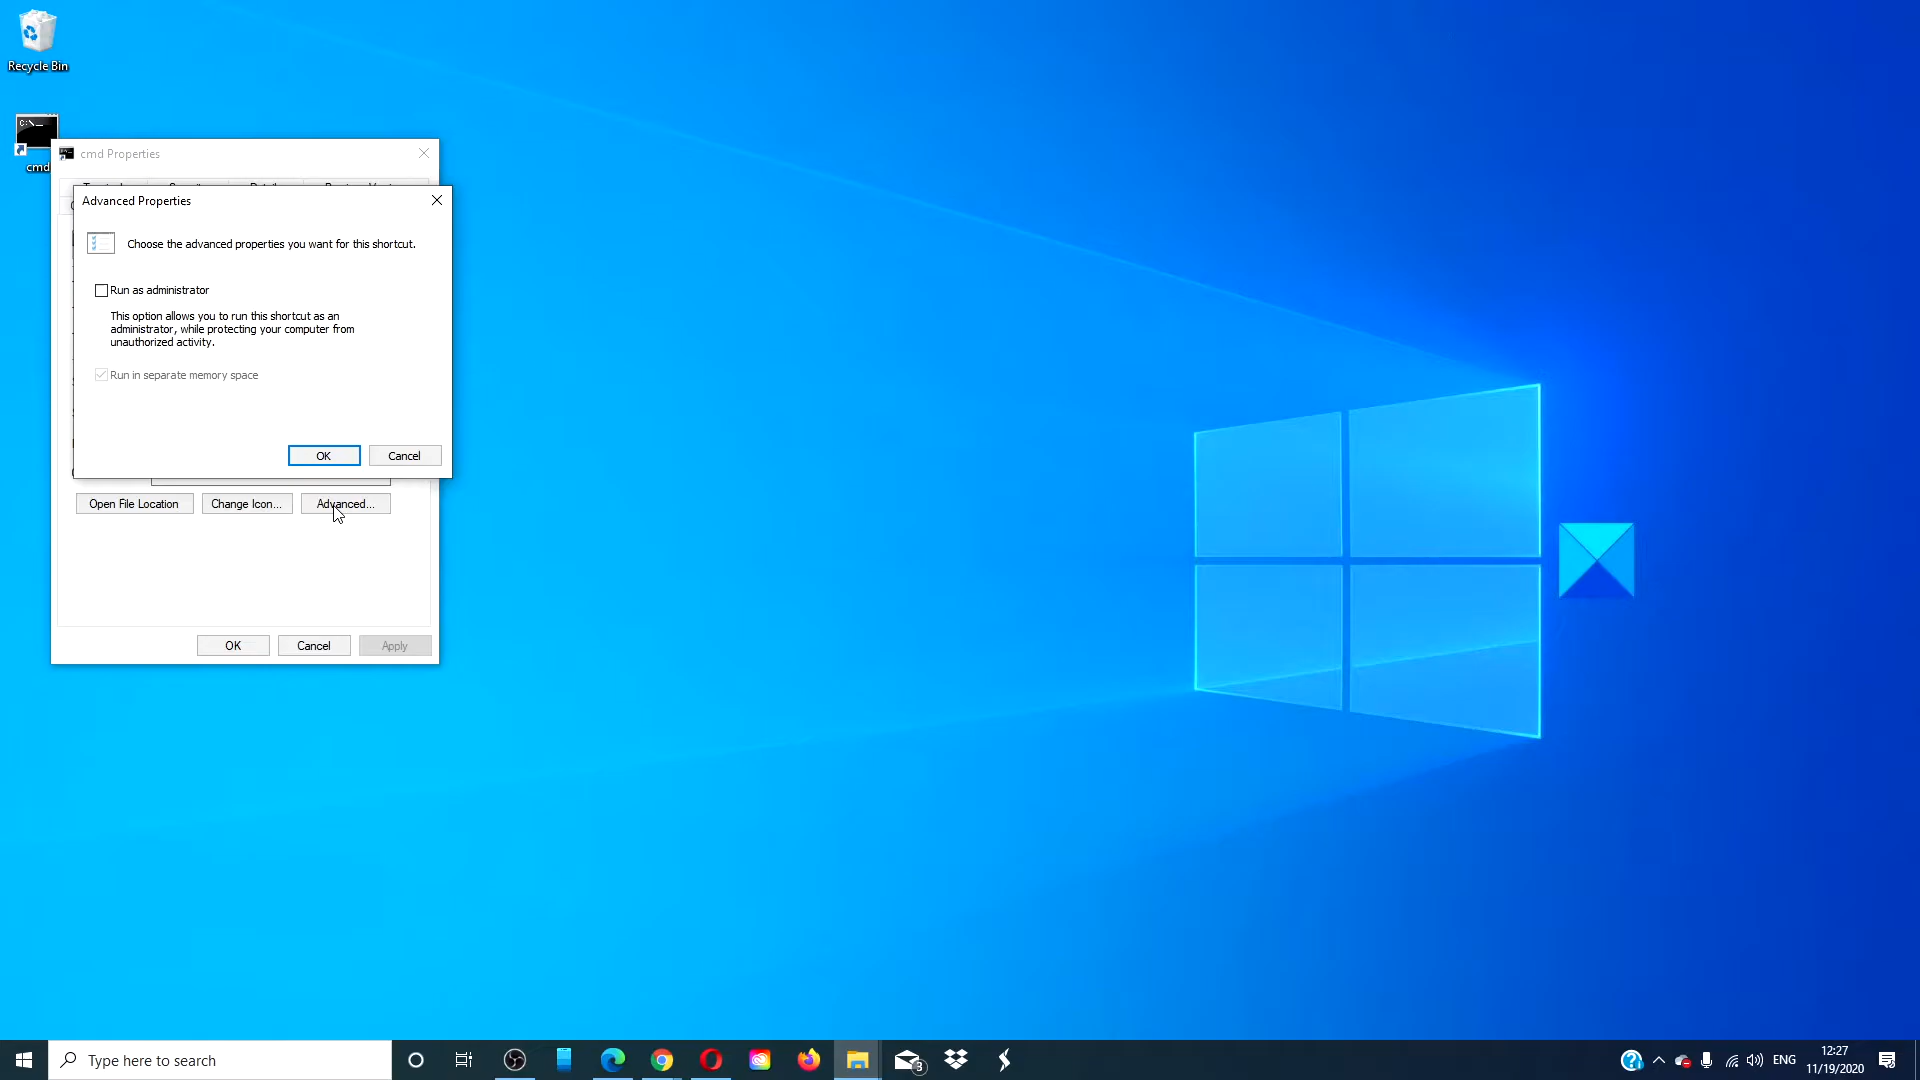 Recycle Bin
C:\._
cmd
cmd Properties
Advanced Properties
Choose the advanced properties you want for this shortcut.
Run as administrator
This option allows you to run this shortcut as an
administrator, while protecting your computer from
unauthorized activity.
Run in separate memory space
OK
Cancel
Open File Location
Change Icon...
Advanced...
OK
Cancel
Apply
Type here to search
3
ENG
12:27
11/19/2020